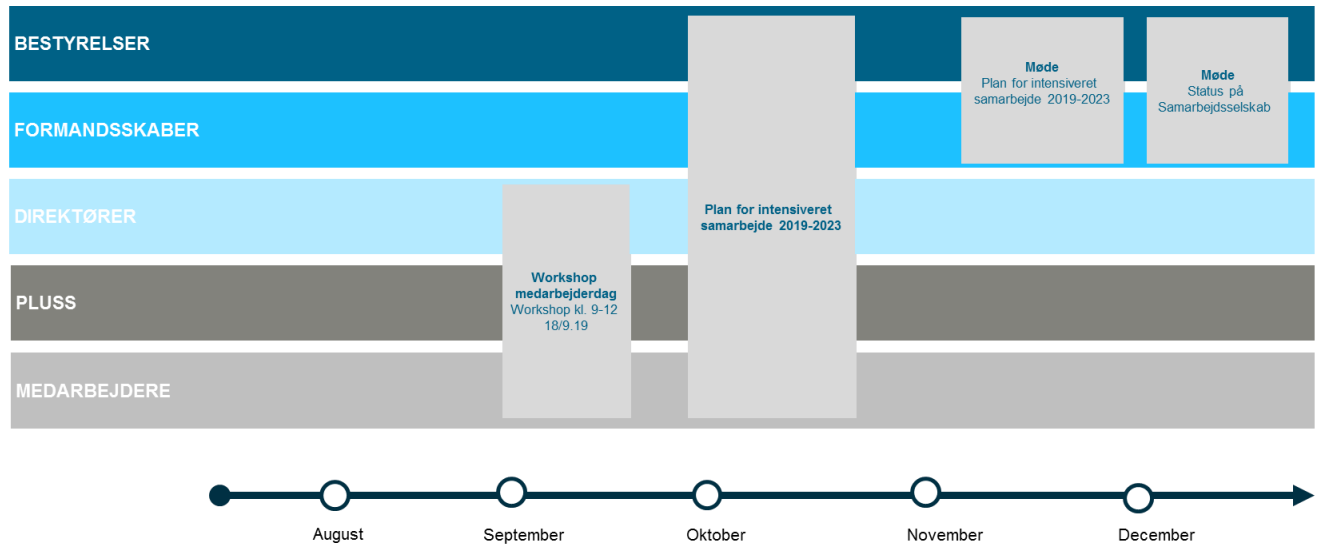 BESTYRELSER
FORMANDSSKABER
DIREKTØRER
PLUSS
MEDARBEJDERE
Workshop
medarbejderdag
Workshop kl. 9-12
18/9.19
Plan for intensiveret
samarbejde 2019-2023
Møde
Plan for intensiveret
samarbejde 2019-2023
Møde
Status på
Samarbejdsselskab
August
September
Oktober
November
December